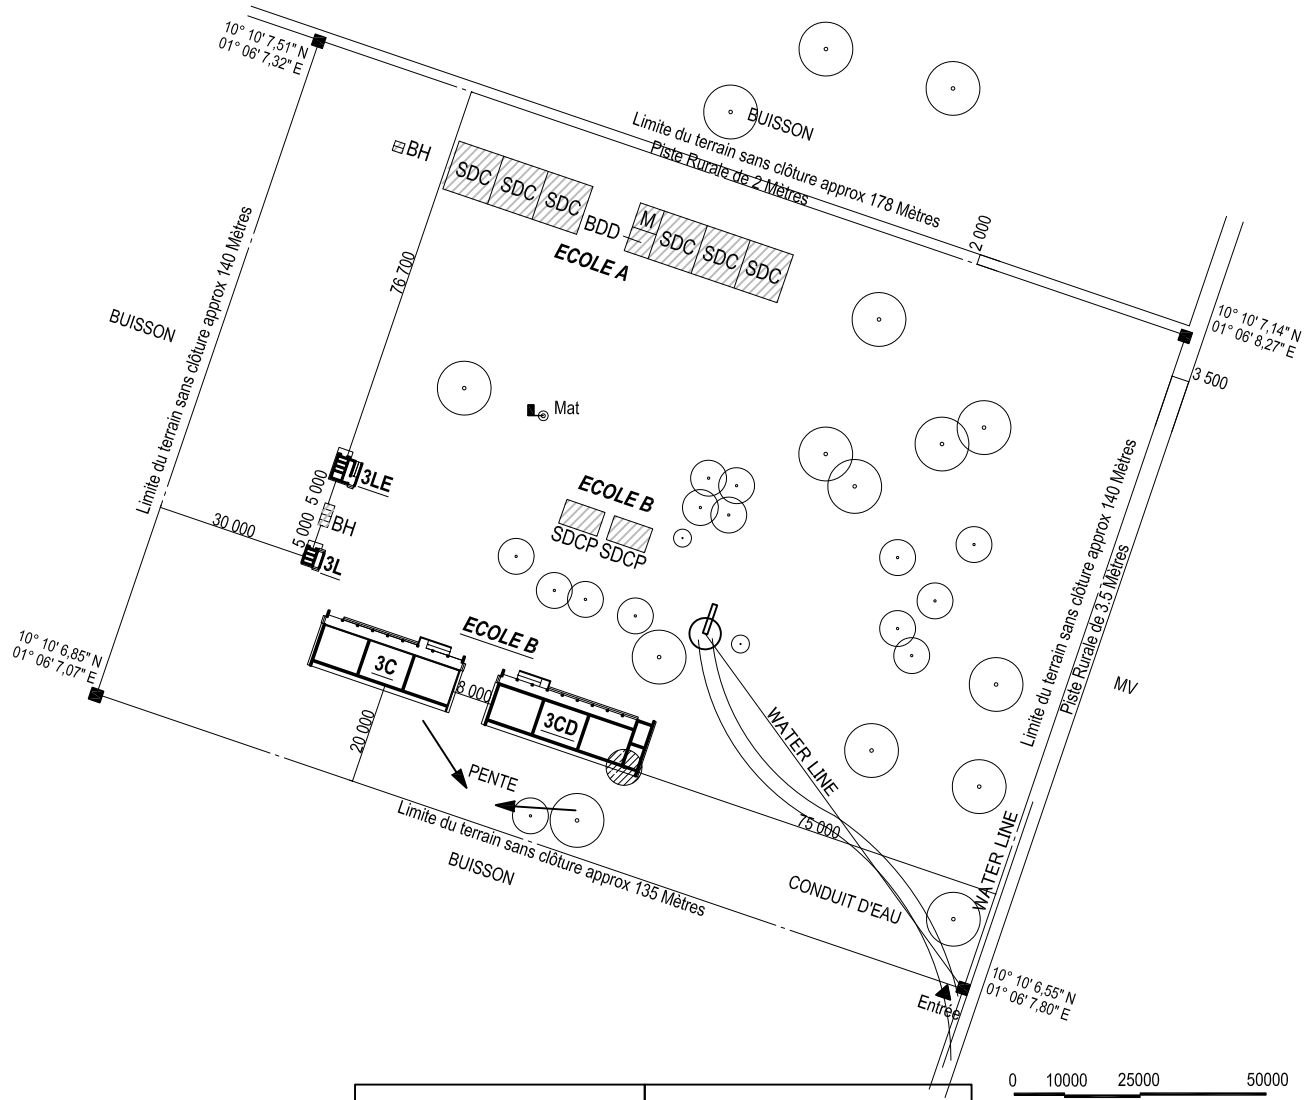 10° 10' 7,51" N
01° 06' 7,32" E
BUISSON
Limite du terrain sans clôture approx 178 Mètres
Piste Rurale de 2 Mètres
2 000
BH
SDC
SDC
SDC
BDD
M
SDC
SDC
SDC
ECOLE A
76 700
Limite du terrain sans clôture approx 140 Mètres
BUISSON
10° 10' 7,14" N
01° 06' 8,27" E
3 500
Mat
3LE
5 000
BH
5 000
3L
30 000
ECOLE B
SDCP
SDCP
Limite du terrain sans clôture approx 140 Mètres
Piste Rurale de 3.5 Mètres
MV
10° 10' 6,85" N
01° 06' 7,07" E
ECOLE B
3C
8 000
3CD
20 000
PENTE
WATER LINE
75 000
WATER LINE
Limite du terrain sans clôture approx 135 Mètres
BUISSON
CONDUIT D'EAU
10° 10' 6,55" N
01° 06' 7,80" E
Entrée
0 10000 25000 50000